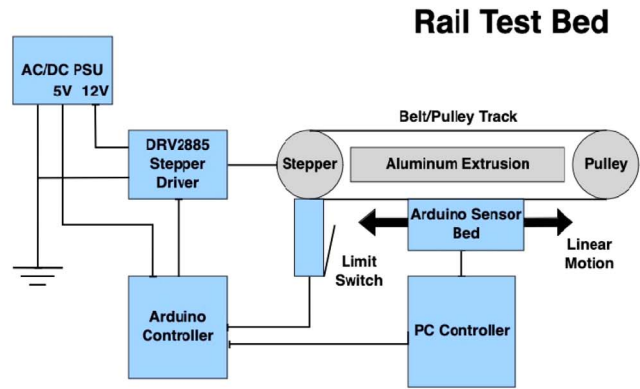 Rail Test Bed
AC/DC PSU
5V 12V
Belt/Pulley Track
DRV2885
Stepper
Driver
Stepper
Aluminum Extrusion
Pulley
Arduino Sensor
Bed
Linear
Motion
Limit
Switch
Arduino
Controller
PC Controller